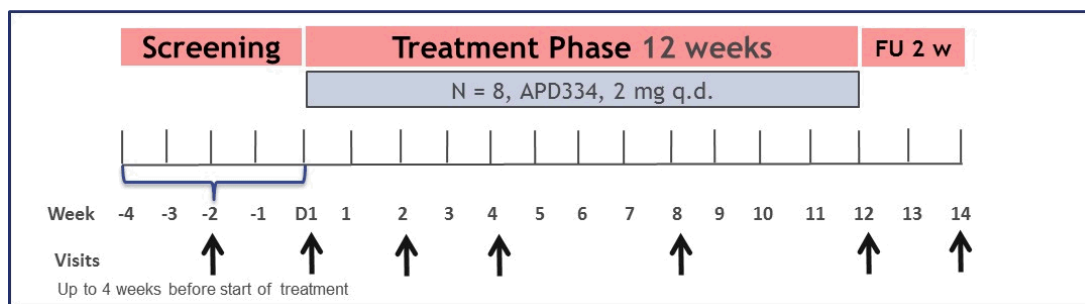 Screening Treatment Phase 12 weeks FU 2 w
N = 8, APD334, 2 mg q.d.
Week -4 -3 -2 -1 D1 1 2 3 4 5 6 7 8 9 10 11 12 13 14
Visits
Up to 4 weeks before start of treatment